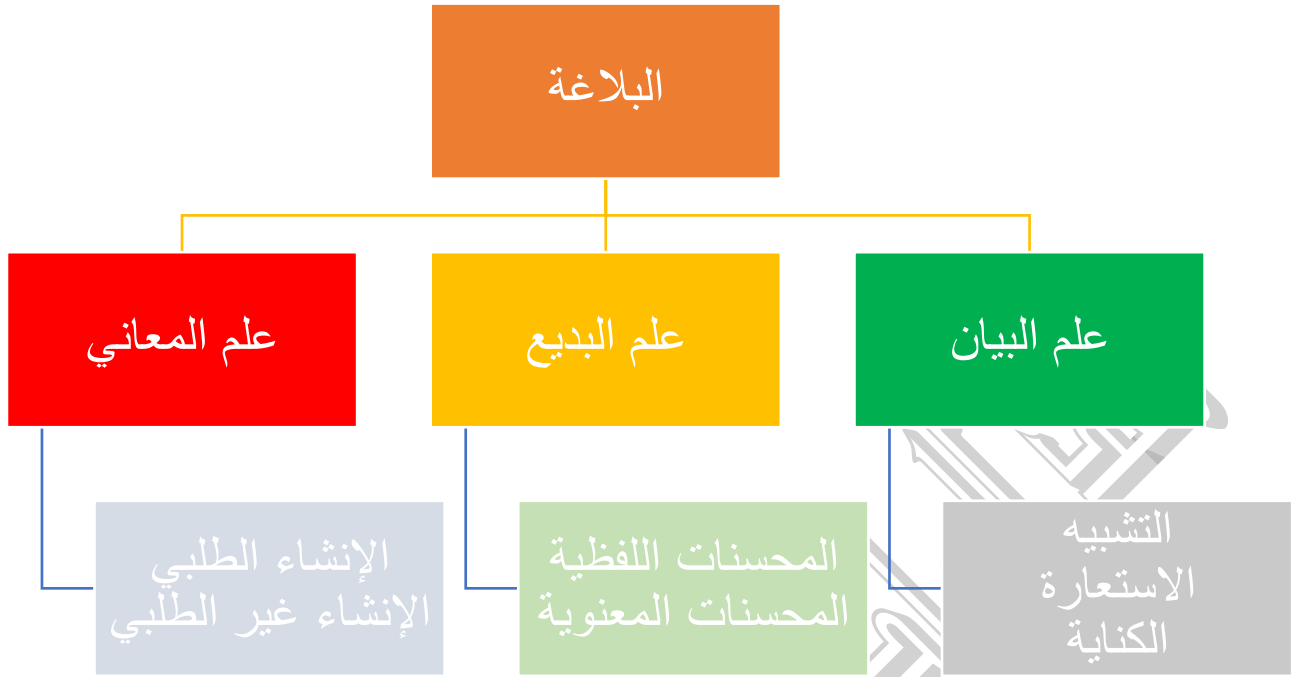 البلاغة
علم البيان
علم البديع
علم المعاني
التشبيه
الاستعارة
الكناية
المحسنات اللفظية
المحسنات المعنوية
الإنشاء الطلبي
الإنشاء غير الطلبي